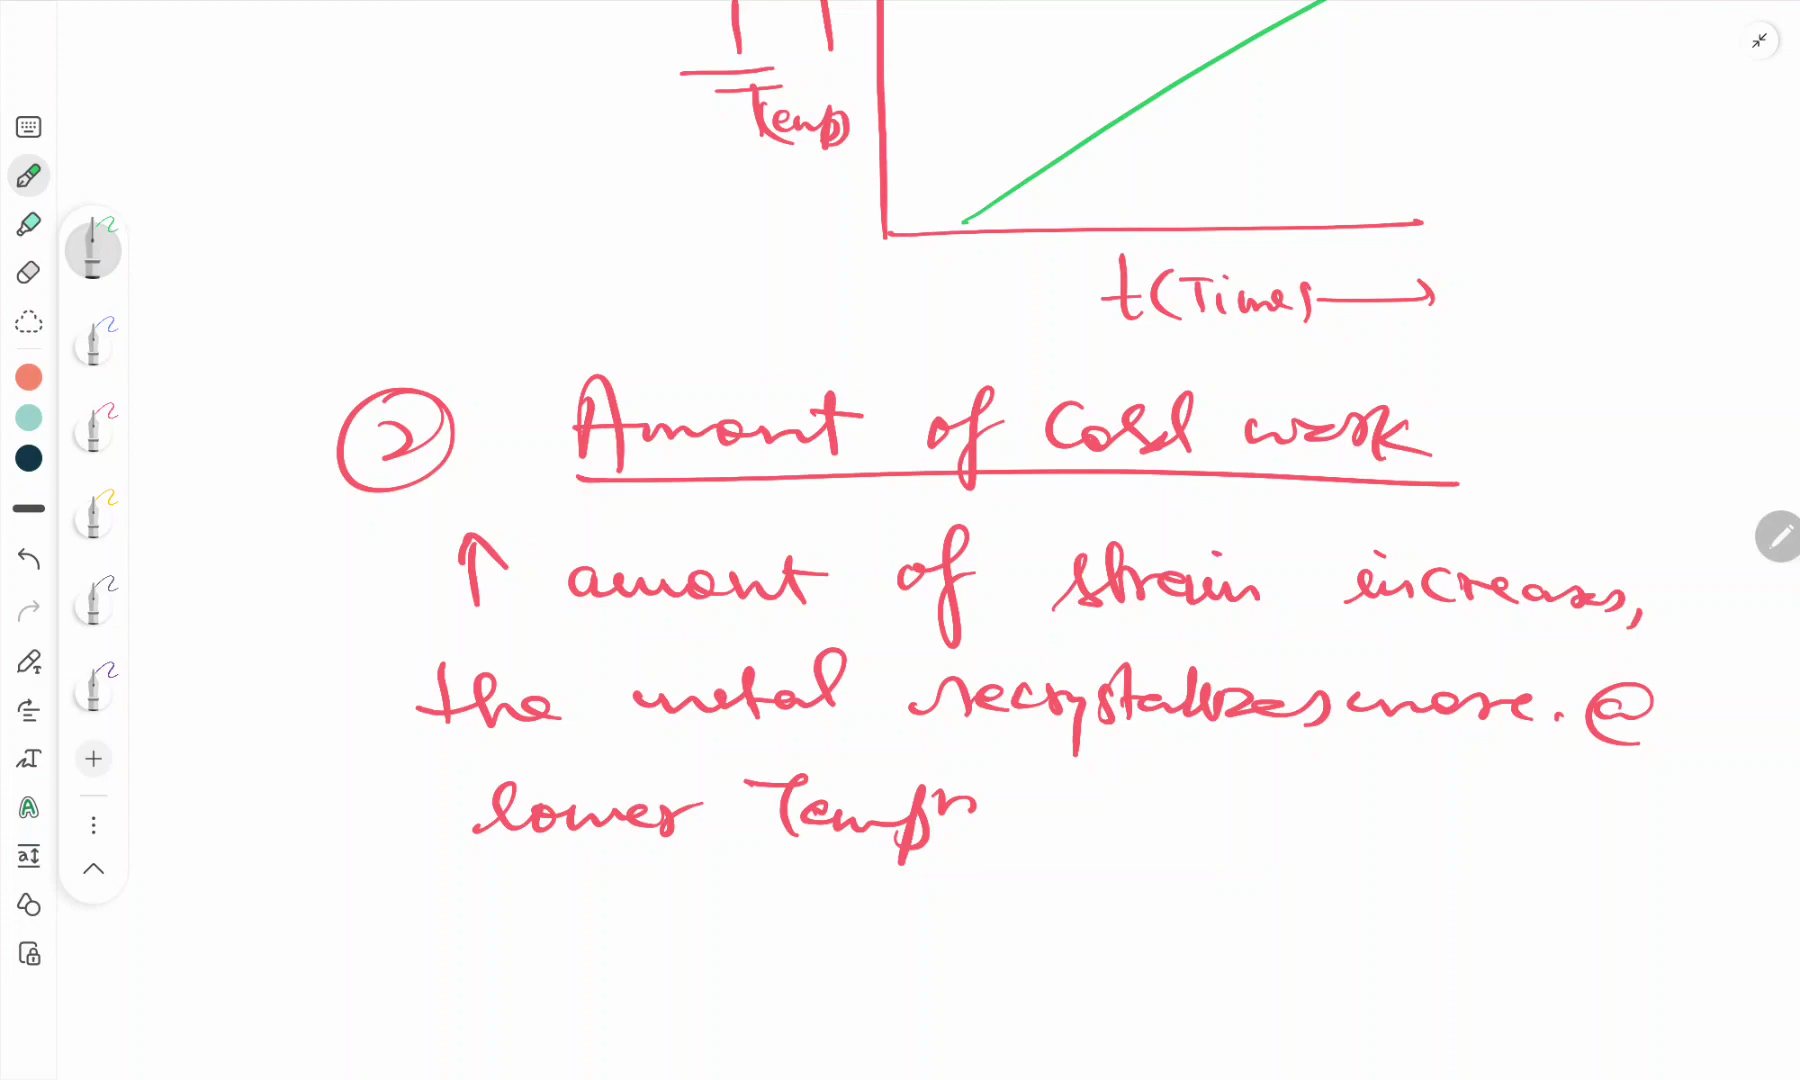 Temp
t(Time)
② Amount of Cold work
↑ amount of strain increases,
the metal recrystallizes more. @
lower Tempr